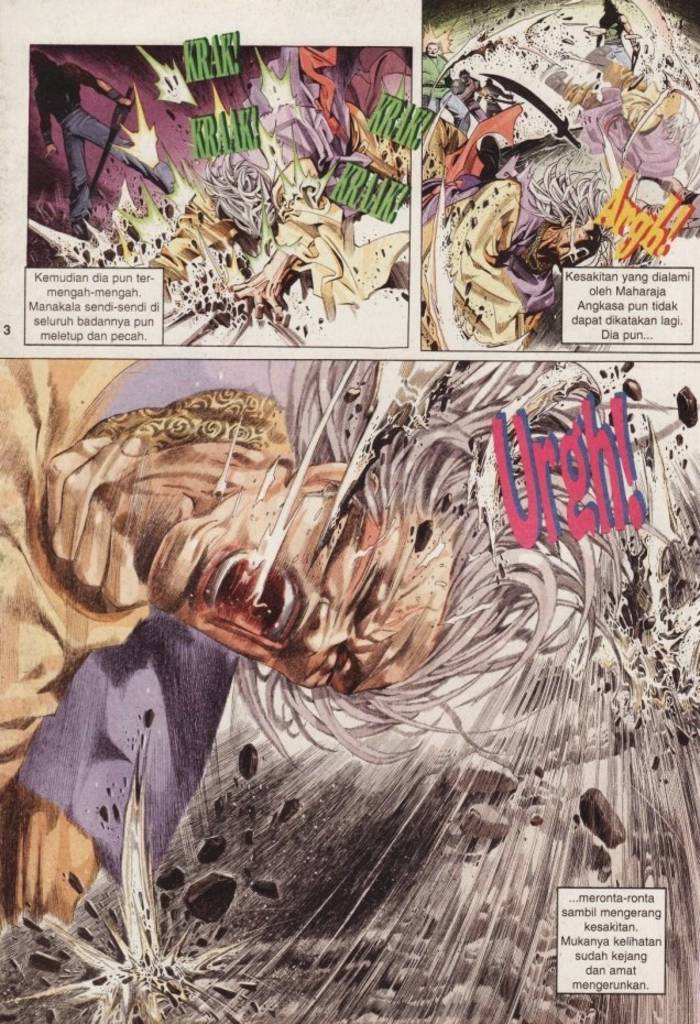 KRAK!
KRAAK!
KRAK!
KRAAK!
Kemudian dia pun ter-
mengah-mengah.
Manakala sendi-sendi di
seluruh badannya pun
meletup dan pecah.
3
Argh!
Kesakitan yang dialami
oleh Maharaja
Angkasa pun tidak
dapat dikatakan lagi.
Dia pun...
Urgh!
...meronta-ronta
sambil mengerang
kesakitan.
Mukanya kelihatan
sudah kejang
dan amat
mengerunkan.